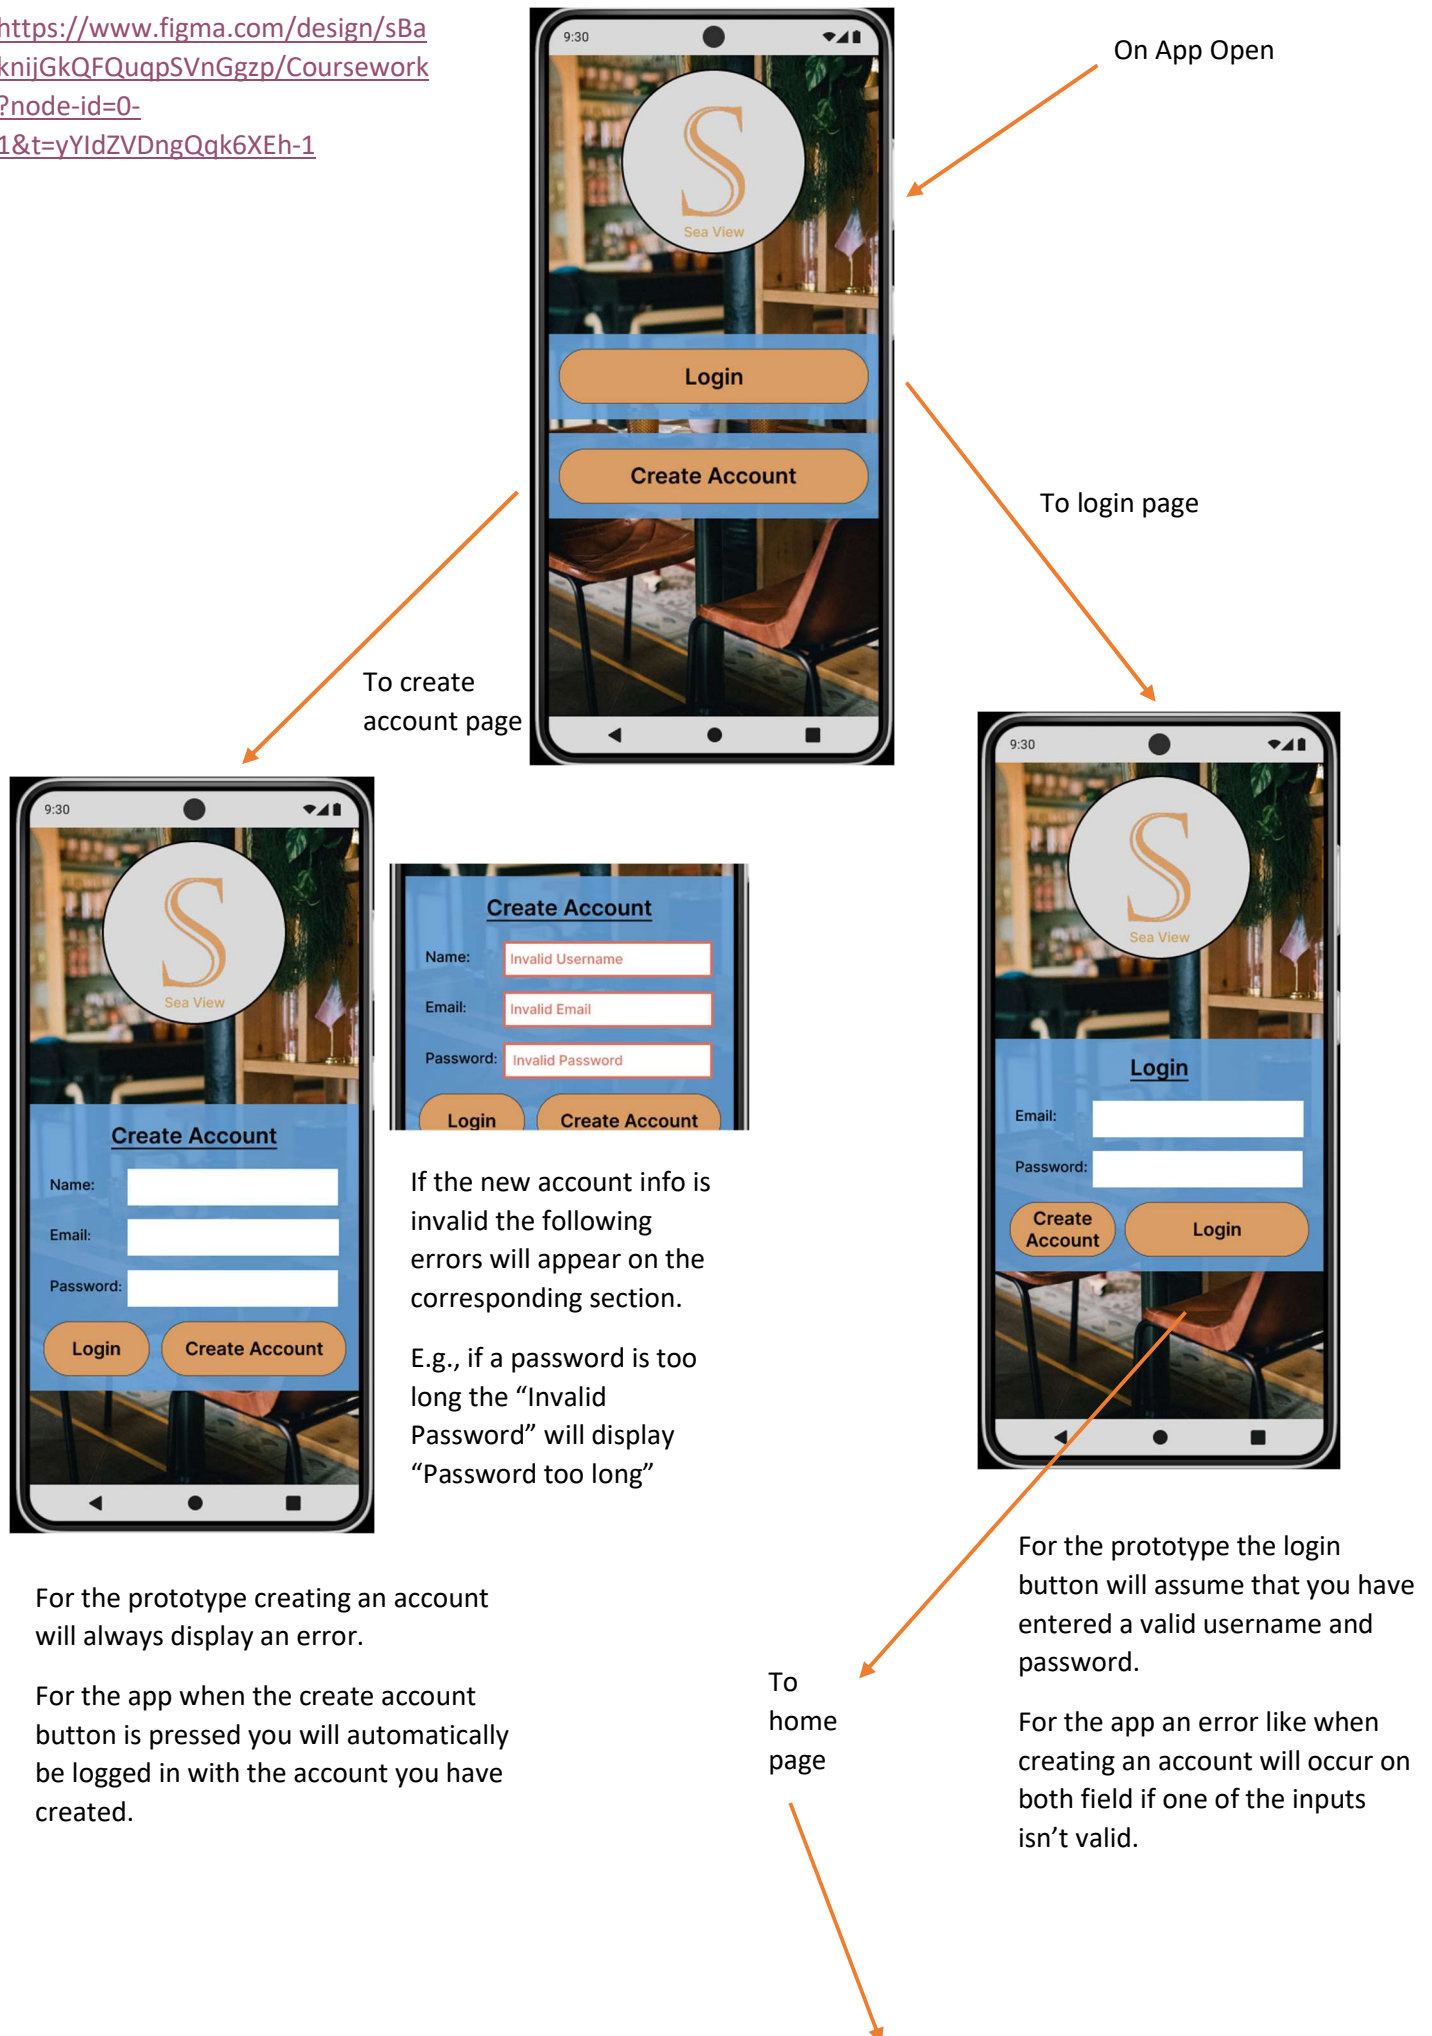 https://www.figma.com/design/sBa
knijGkQFQuqpSVnGgzp/Coursework
?node-id=0-
1&t=yYIdZVDngQqk6XEh-1
9:30
S
Sea View
Login
Create Account
On App Open
To login page
To create
account page
9:30
S
Sea View
Create Account
Name:
Email:
Password:
Login
Create Account
Create Account
Name:
Invalid Username
Email:
Invalid Email
Password:
Invalid Password
Login
Create Account
If the new account info is
invalid the following
errors will appear on the
corresponding section.
E.g., if a password is too
long the “Invalid
Password” will display
“Password too long”
9:30
S
Sea View
Login
Email:
Password:
Create
Account
Login
For the prototype creating an account
will always display an error.
For the app when the create account
button is pressed you will automatically
be logged in with the account you have
created.
To
home
page
For the prototype the login
button will assume that you have
entered a valid username and
password.
For the app an error like when
creating an account will occur on
both field if one of the inputs
isn’t valid.